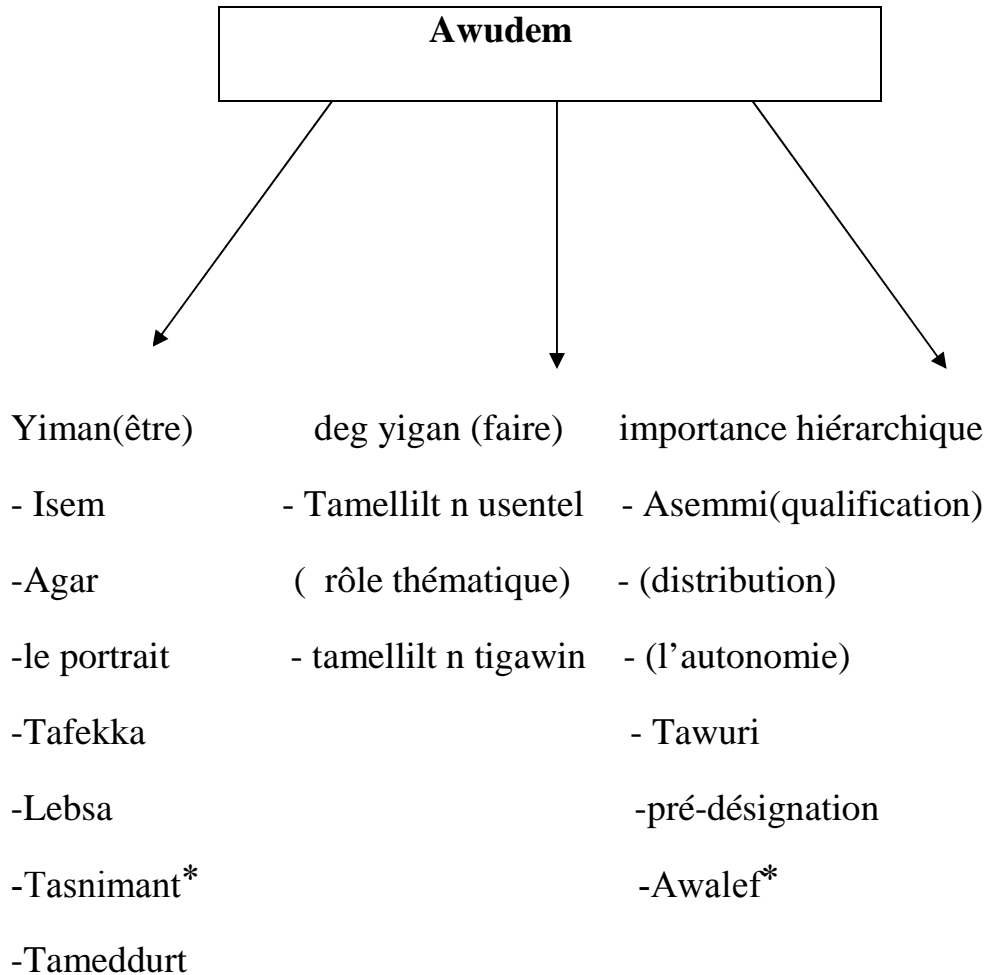 Awudem
Yiman(être) deg yigan (faire) importance hiérarchique
- Isem - Tamellilt n usentel - Asemmi(qualification)
-Agar ( rôle thématique) - (distribution)
-le portrait - tamellilt n tigawin - (l’autonomie)
-Tafekka - Tawuri
-Lebsa -pré-désignation
-Tasnimant* -Awalef*
-Tameddurt